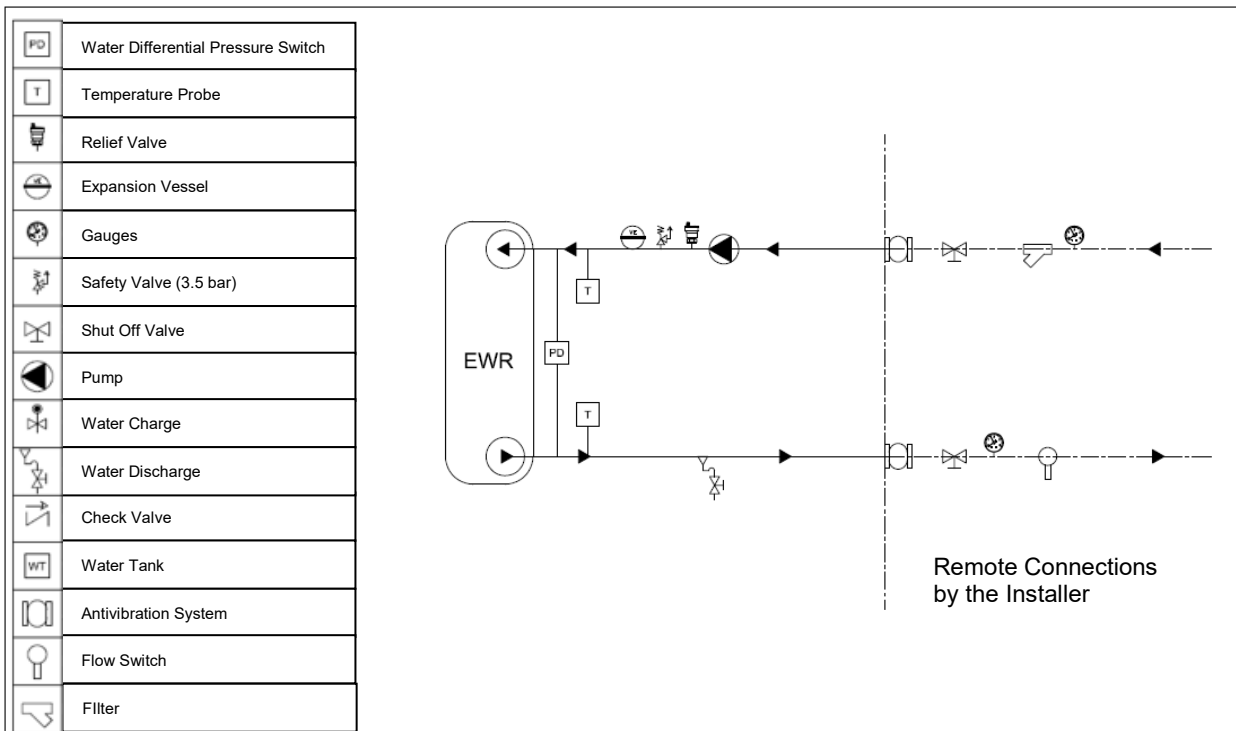 PD
Water Differential Pressure Switch
T
Temperature Probe
Relief Valve
VE
Expansion Vessel
Gauges
Safety Valve (3.5 bar)
Shut Off Valve
Pump
Water Charge
Water Discharge
Check Valve
WT
Water Tank
Antivibration System
Flow Switch
FIlter
VE
T
PD
EWR
T
Remote Connections
by the Installer